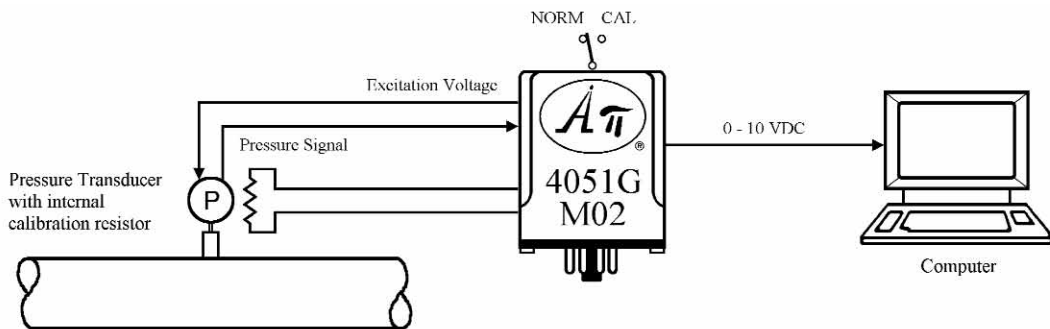 NORM CAL
Excitation Voltage
Pressure Signal
Pressure Transducer
with internal
calibration resistor
P
Aπ
®
4051G
M02
0 - 10 VDC
Computer